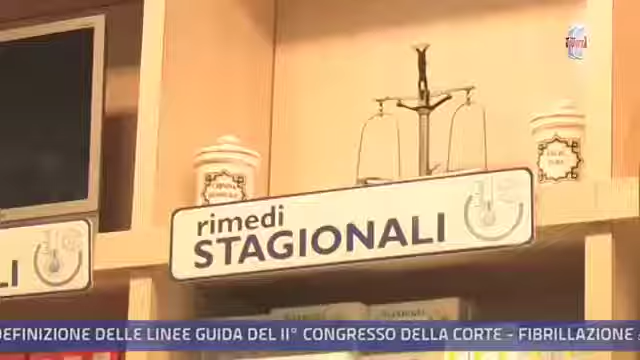 rimedi
STAGIONALI
LI
DEFINIZIONE DELLE LINEE GUIDA DEL II° CONGRESSO DELLA CORTE - FIBRILLAZIONE